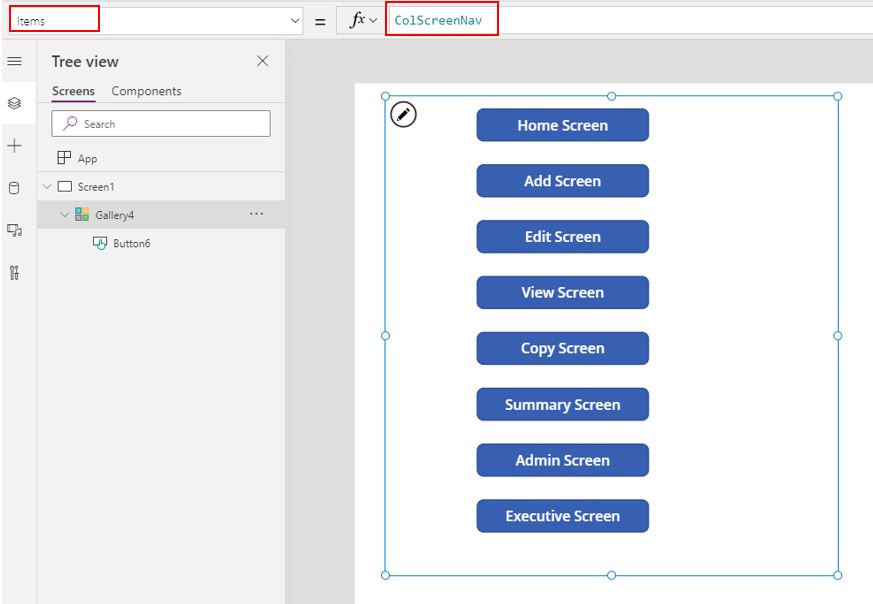 Items
=
fx
ColScreenNav
Tree view
Screens
Components
Search
App
Screen1
Gallery4
...
Button6
Home Screen
Add Screen
Edit Screen
View Screen
Copy Screen
Summary Screen
Admin Screen
Executive Screen